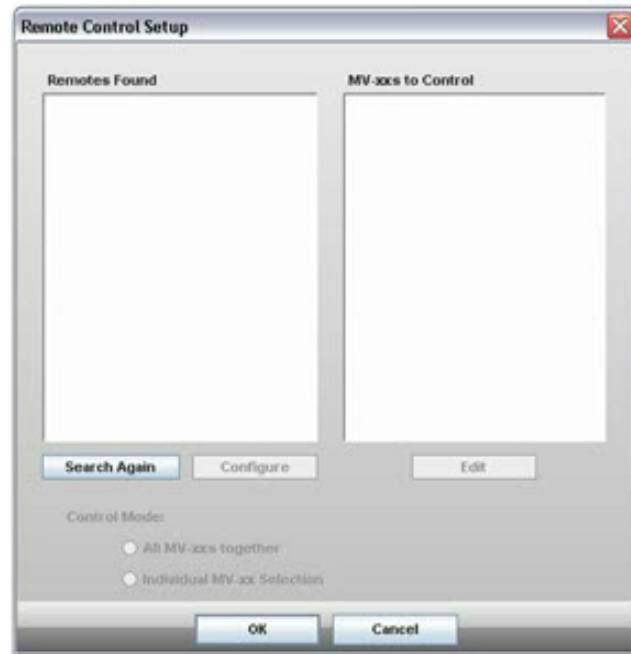 Remote Control Setup
Remotes Found
MV-xxs to Control
Search Again
Configure
Edit
Control Mode:
All MV-xxs together
Individual MV-xx Selection
OK
Cancel